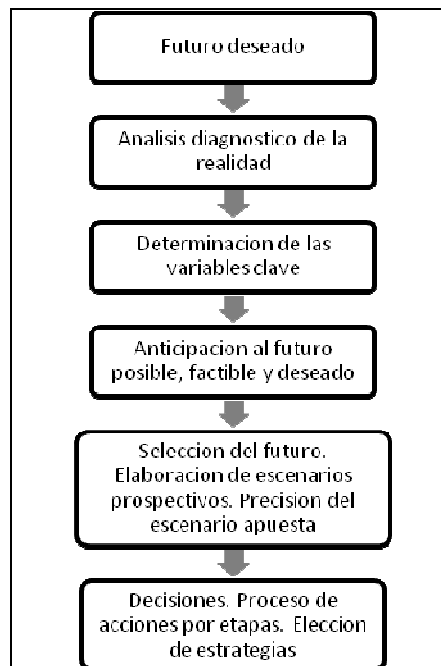 Futuro deseado
Analisis diagnostico de la
realidad
Determinacion de las
variables clave
Anticipacion al futuro
posible, factible y deseado
Seleccion del futuro.
Elaboracion de escenarios
prospectivos. Precision del
escenario apuesta
Decisiones. Proceso de
acciones por etapas. Eleccion
de estrategias